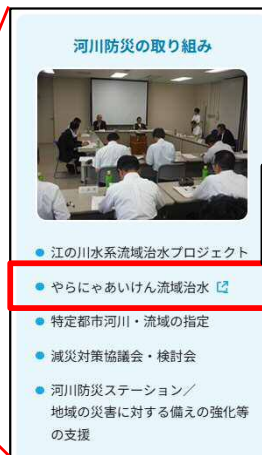 河川防災の取り組み
江の川水系流域治水プロジェクト
やらにゃあいけん流域治水
特定都市河川・流域の指定
減災対策協議会・検討会
河川防災ステーション／
地域の災害に対する備えの強化等
の支援